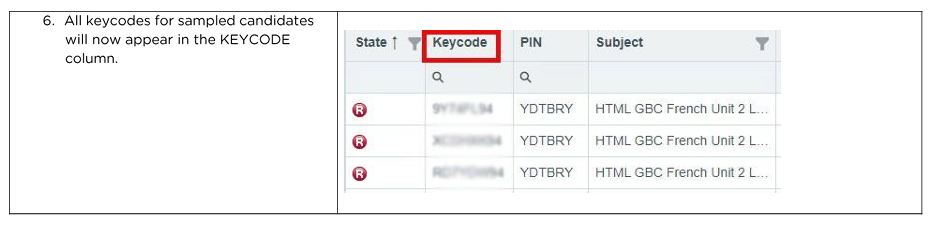 6. All keycodes for sampled candidates
will now appear in the KEYCODE
column.
State ↑ Keycode PIN Subject
R YDTBRY HTML GBC French Unit 2 L...
R YDTBRY HTML GBC French Unit 2 L...
R YDTBRY HTML GBC French Unit 2 L...